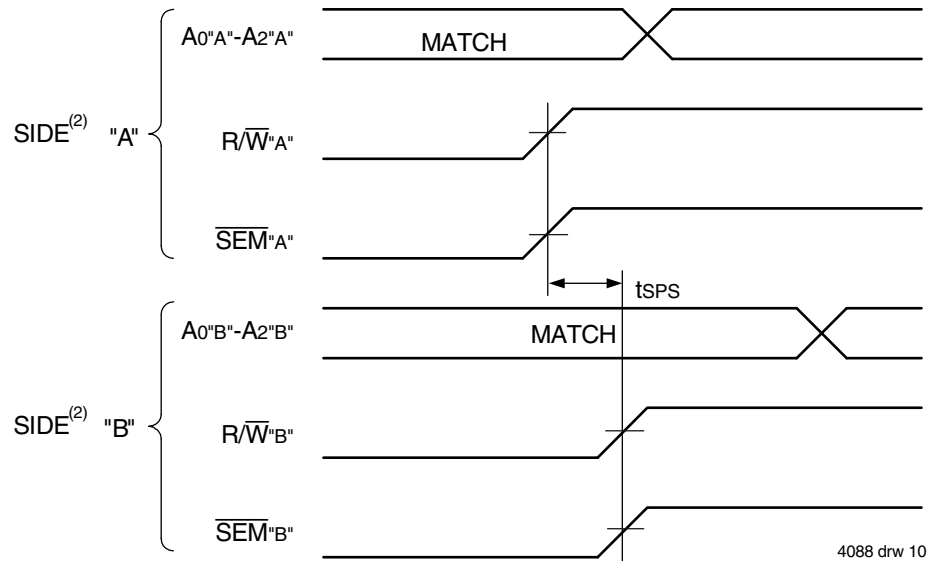 A0"A"-A2"A"
MATCH
SIDE(2) "A"
R/W"A"
SEM"A"
tSPS
A0"B"-A2"B"
MATCH
SIDE(2) "B"
R/W"B"
SEM"B"
4088 drw 10